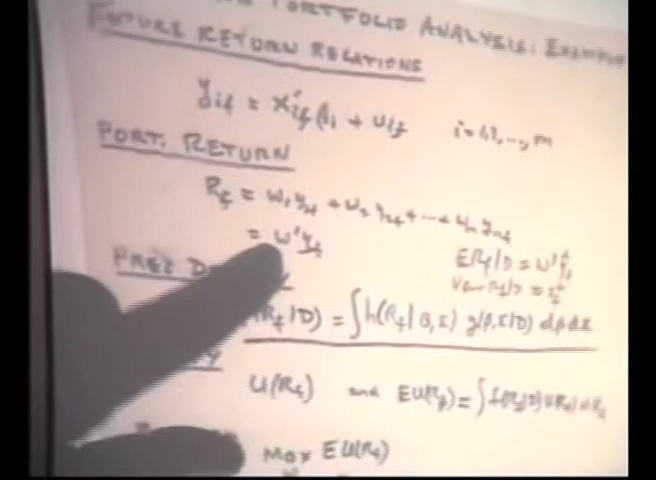 PORTFOLIO ANALYSIS: EXAMPLE
FUTURE RETURN RELATIONS
y_if = x'_if β_i + u_if   i=1,2,...,m
PORT. RETURN
R_f = w_1 y_1f + w_2 y_2f + ... + w_m y_mf
= w'y_f
E R_f|D = w'
Var R_f|D =
PRED D
(R_f|D) = ∫ h(R_f|β,Σ) g(β,Σ|D) dβ dΣ
U(R_f) and EU(R_f) = ∫ f(R_f|D) U(R_f) dR_f
MAX EU(R_f)
w